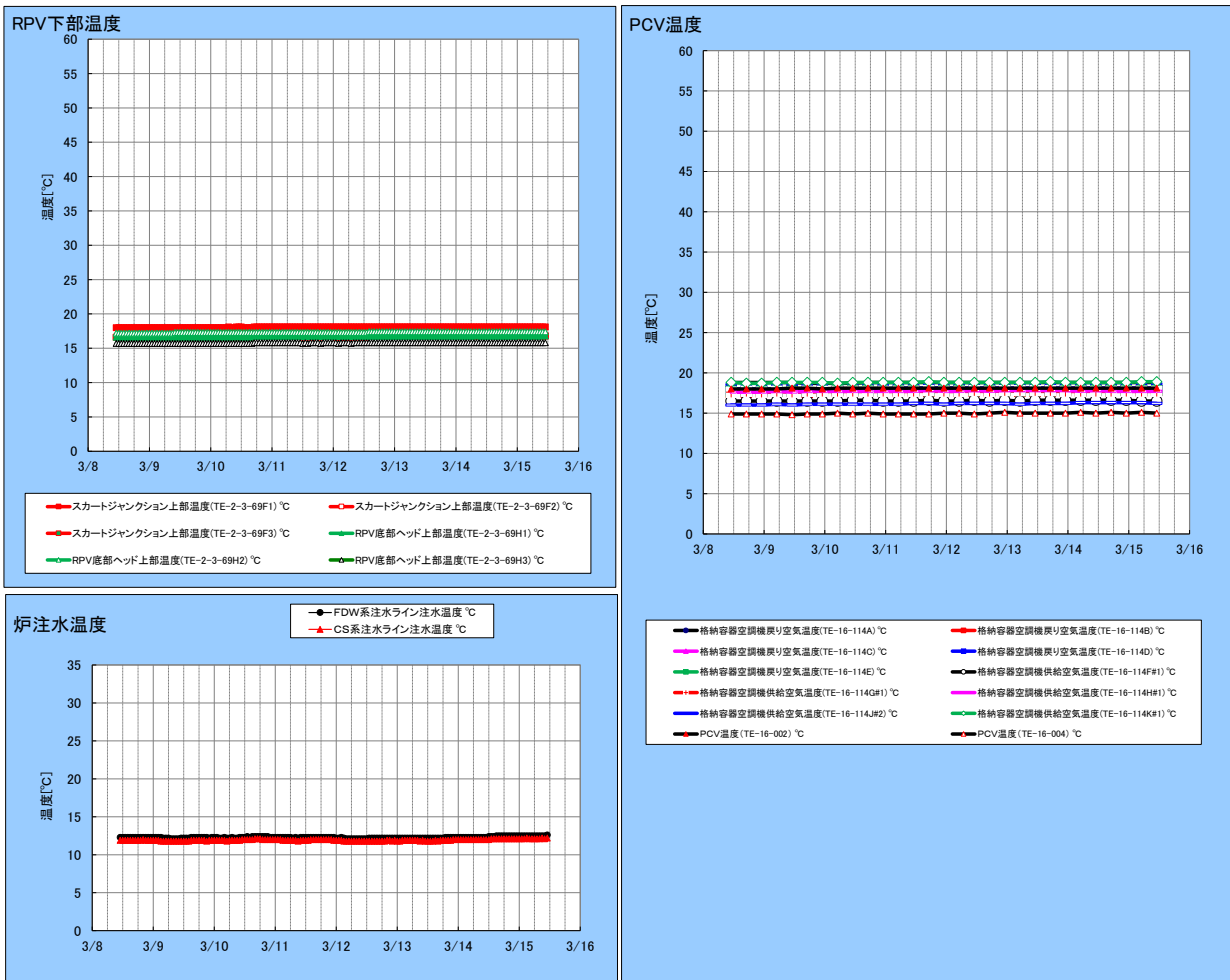 RPV下部温度
60
55
50
45
40
35
30
25
20
15
10
5
0
温度[℃]
3/8 3/9 3/10 3/11 3/12 3/13 3/14 3/15 3/16
スカートジャンクション上部温度(TE-2-3-69F1) ℃ スカートジャンクション上部温度(TE-2-3-69F2) ℃
スカートジャンクション上部温度(TE-2-3-69F3) ℃ RPV底部ヘッド上部温度(TE-2-3-69H1) ℃
RPV底部ヘッド上部温度(TE-2-3-69H2) ℃ RPV底部ヘッド上部温度(TE-2-3-69H3) ℃
炉注水温度
FDW系注水ライン注水温度 ℃
CS系注水ライン注水温度 ℃
35
30
25
20
15
10
5
0
温度[℃]
3/8 3/9 3/10 3/11 3/12 3/13 3/14 3/15 3/16
PCV温度
60
55
50
45
40
35
30
25
20
15
10
5
0
温度[℃]
3/8 3/9 3/10 3/11 3/12 3/13 3/14 3/15 3/16
格納容器空調機戻り空気温度(TE-16-114A) ℃ 格納容器空調機戻り空気温度(TE-16-114B) ℃
格納容器空調機戻り空気温度(TE-16-114C) ℃ 格納容器空調機戻り空気温度(TE-16-114D) ℃
格納容器空調機戻り空気温度(TE-16-114E) ℃ 格納容器空調機供給空気温度(TE-16-114F#1) ℃
格納容器空調機供給空気温度(TE-16-114G#1) ℃ 格納容器空調機供給空気温度(TE-16-114H#1) ℃
格納容器空調機供給空気温度(TE-16-114J#2) ℃ 格納容器空調機供給空気温度(TE-16-114K#1) ℃
PCV温度(TE-16-002) ℃ PCV温度(TE-16-004) ℃